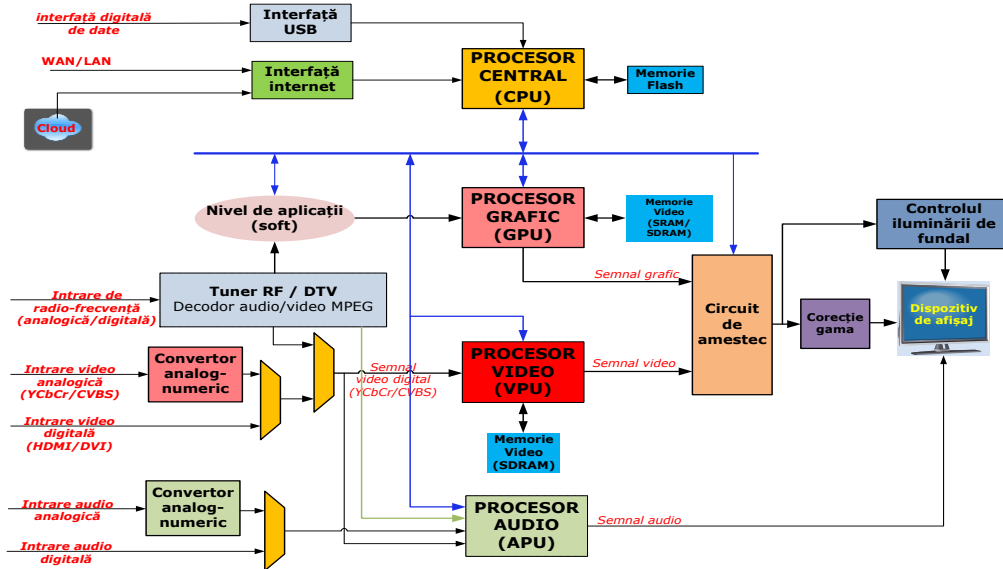 interfață digitală
de date
Interfață
USB
WAN/LAN
Interfață
internet
Cloud
PROCESOR
CENTRAL
(CPU)
Memorie
Flash
Nivel de aplicații
(soft)
PROCESOR
GRAFIC
(GPU)
Memorie
Video
(SRAM/
SDRAM)
Controlul
iluminării de
fundal
Semnal grafic
Intrare de
radio-frecvență
(analogică/digitală)
Tuner RF / DTV
Decodor audio/video MPEG
Circuit
de
amestec
Corecție
gama
Dispozitiv
de afișaj
Intrare video
analogică
(YCbCr/CVBS)
Convertor
analog-
numeric
Semnal
video digital
(YCbCr/CVBS)
PROCESOR
VIDEO
(VPU)
Semnal video
Intrare video
digitală
(HDMI/DVI)
Memorie
Video
(SDRAM)
Intrare audio
analogică
Convertor
analog-
numeric
PROCESOR
AUDIO
(APU)
Semnal audio
Intrare audio
digitală